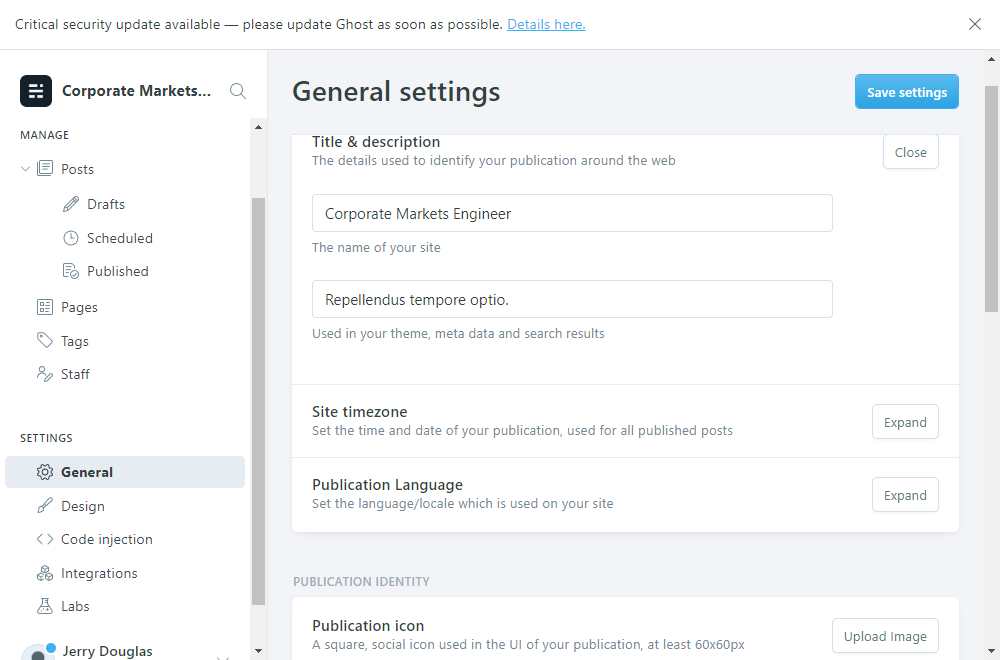 Critical security update available — please update Ghost as soon as possible. Details here.
Corporate Markets...
MANAGE
Posts
Drafts
Scheduled
Published
Pages
Tags
Staff
SETTINGS
General
Design
Code injection
Integrations
Labs
Jerry Douglas
General settings
Save settings
Title & description
The details used to identify your publication around the web
Close
Corporate Markets Engineer
The name of your site
Repellendus tempore optio.
Used in your theme, meta data and search results
Site timezone
Set the time and date of your publication, used for all published posts
Expand
Publication Language
Set the language/locale which is used on your site
Expand
PUBLICATION IDENTITY
Publication icon
A square, social icon used in the UI of your publication, at least 60x60px
Upload Image